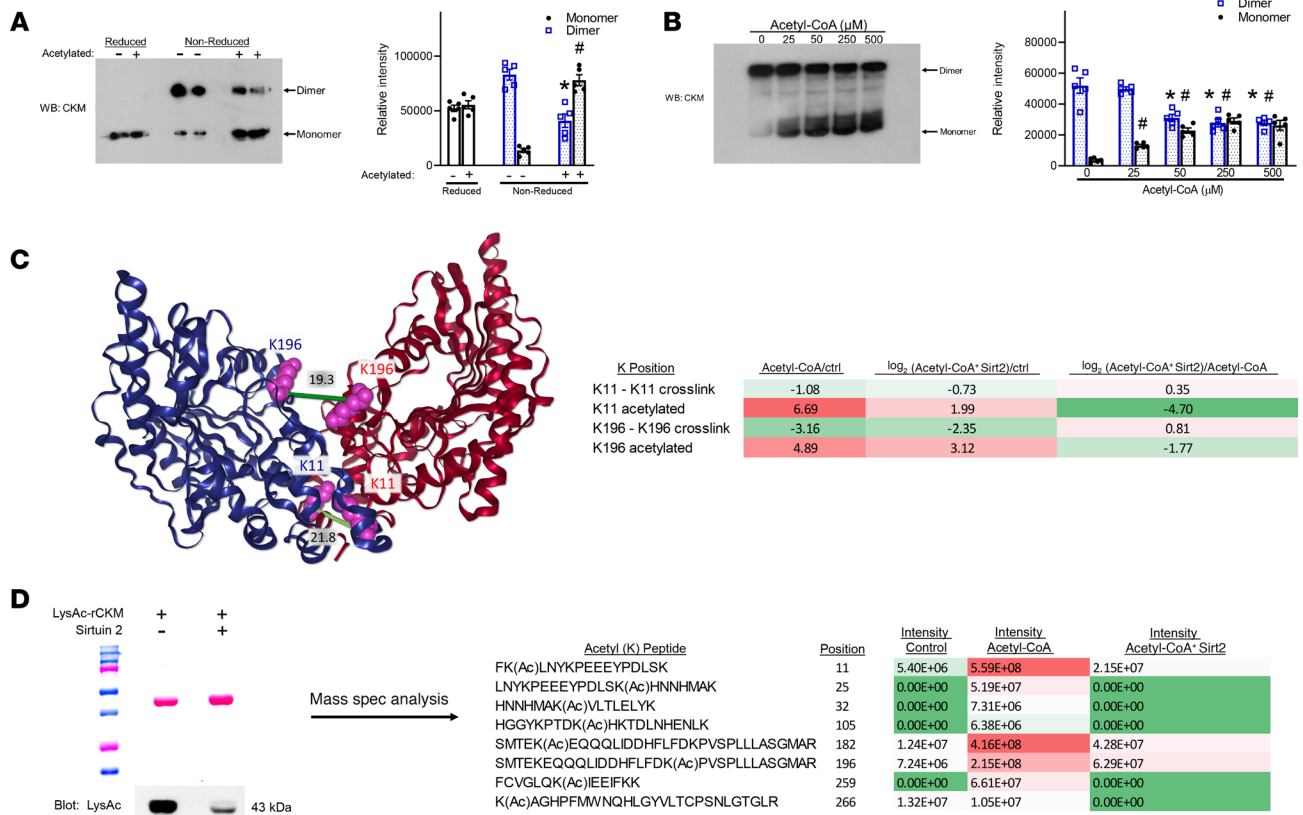 A
Reduced
Non-Reduced
Acetylated:
- + - - + +
WB: CKM
Dimer
Monomer
Monomer
Dimer
Relative intensity
100000
50000
0
*
#
Acetylated: - + - - + +
Reduced
Non-Reduced
B
Acetyl-CoA (µM)
0 25 50 250 500
WB: CKM
Dimer
Monomer
Dimer
Monomer
Relative intensity
80000
60000
40000
20000
0
# * # * # * #
0 25 50 250 500
Acetyl-CoA (µM)
C
K196
19.3
K196
K11
K11
21.8
K Position Acetyl-CoA/ctrl log2 (Acetyl-CoA+Sirt2)/ctrl log2 (Acetyl-CoA+Sirt2)/Acetyl-CoA
K11 - K11 crosslink -1.08 -0.73 0.35
K11 acetylated 6.69 1.99 -4.70
K196 - K196 crosslink -3.16 -2.35 0.81
K196 acetylated 4.89 3.12 -1.77
D
LysAc-rCKM + +
Sirtuin 2 - +
Blot: LysAc
43 kDa
Mass spec analysis
Intensity Intensity Intensity
Acetyl (K) Peptide Position Control Acetyl-CoA Acetyl-CoA+ Sirt2
FK(Ac)LNYKPEEEYPDLSK 11 5.40E+06 5.59E+08 2.15E+07
LNYKPEEEYPDLSK(Ac)HNNHMAK 25 0.00E+00 5.19E+07 0.00E+00
HNNHMAK(Ac)VLTLELYK 32 0.00E+00 7.31E+06 0.00E+00
HGGYKPTDK(Ac)HKTDLNHENLK 105 0.00E+00 6.38E+06 0.00E+00
SMTEK(Ac)EQQQLIDDHFLFDKPVSPLLLASGMAR 182 1.24E+07 4.16E+08 4.28E+07
SMTEKEQQQLIDDHFLFDK(Ac)PVSPLLLASGMAR 196 7.24E+06 2.15E+08 6.29E+07
FCVGLQK(Ac)IEEIFKK 259 0.00E+00 6.61E+07 0.00E+00
K(Ac)AGHPFMWNQHLGYVLTCPSNLGTGLR 266 1.32E+07 1.05E+07 0.00E+00